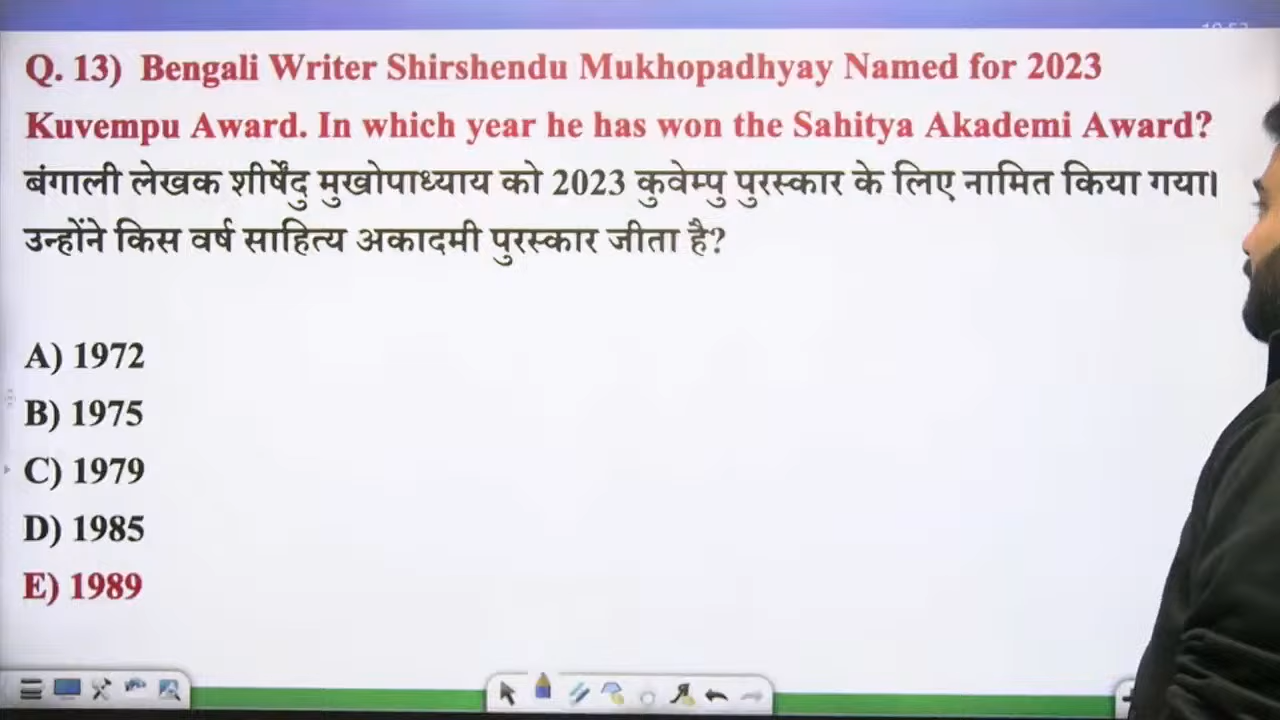 Q. 13) Bengali Writer Shirshendu Mukhopadhyay Named for 2023
Kuvempu Award. In which year he has won the Sahitya Akademi Award?
बंगाली लेखक शीर्षेंदु मुखोपाध्याय को 2023 कुवेम्पु पुरस्कार के लिए नामित किया गया।
उन्होंने किस वर्ष साहित्य अकादमी पुरस्कार जीता है?
A) 1972
B) 1975
C) 1979
D) 1985
E) 1989